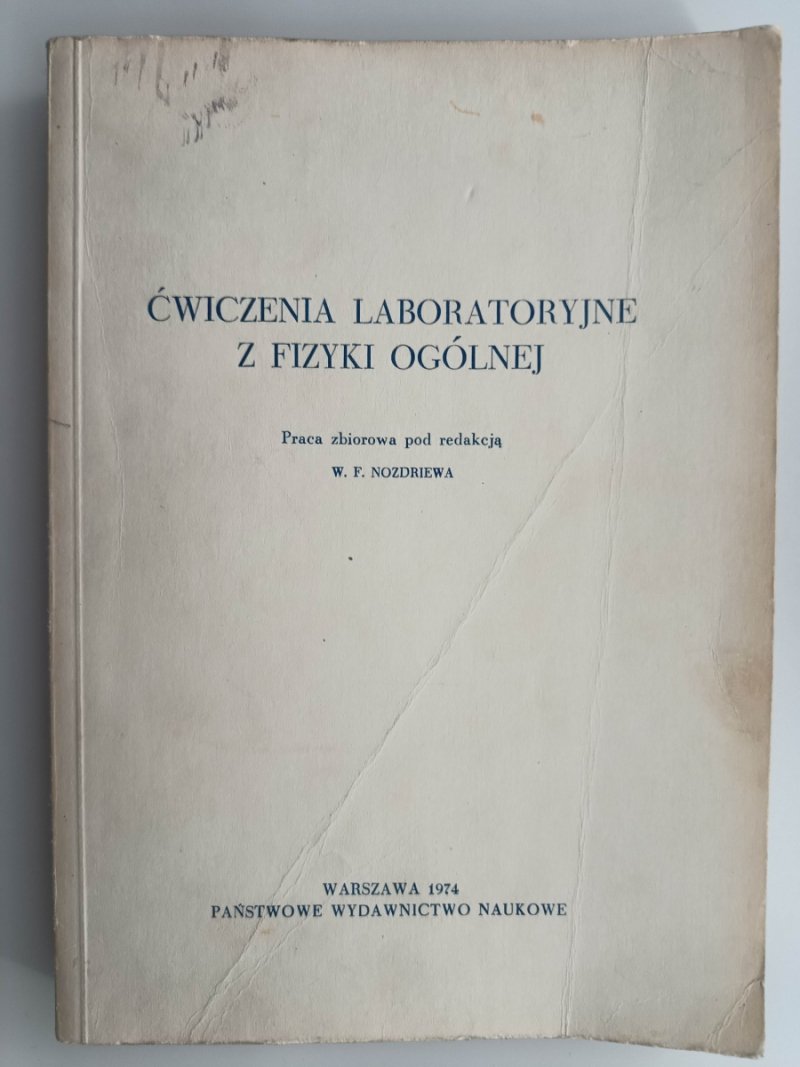 ĆWICZENIA LABORATORYJNE
Z FIZYKI OGÓLNEJ
Praca zbiorowa pod redakcją
W. F. NOZDRIEWA
WARSZAWA 1974
PAŃSTWOWE WYDAWNICTWO NAUKOWE